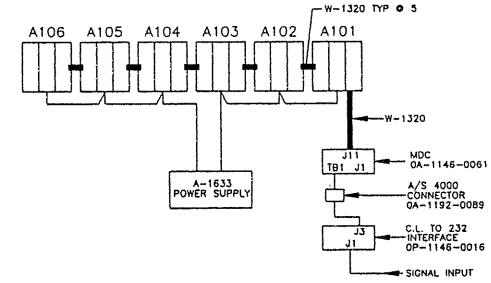 W-1320 TYP @ 5
A106 A105 A104 A103 A102 A101
W-1320
J11
TB1 J1
MDC
0A-1146-0061
A-1633
POWER SUPPLY
A/S 4000
CONNECTOR
0A-1192-0089
J3
J1
C.L. TO 232
INTERFACE
0P-1146-0016
SIGNAL INPUT